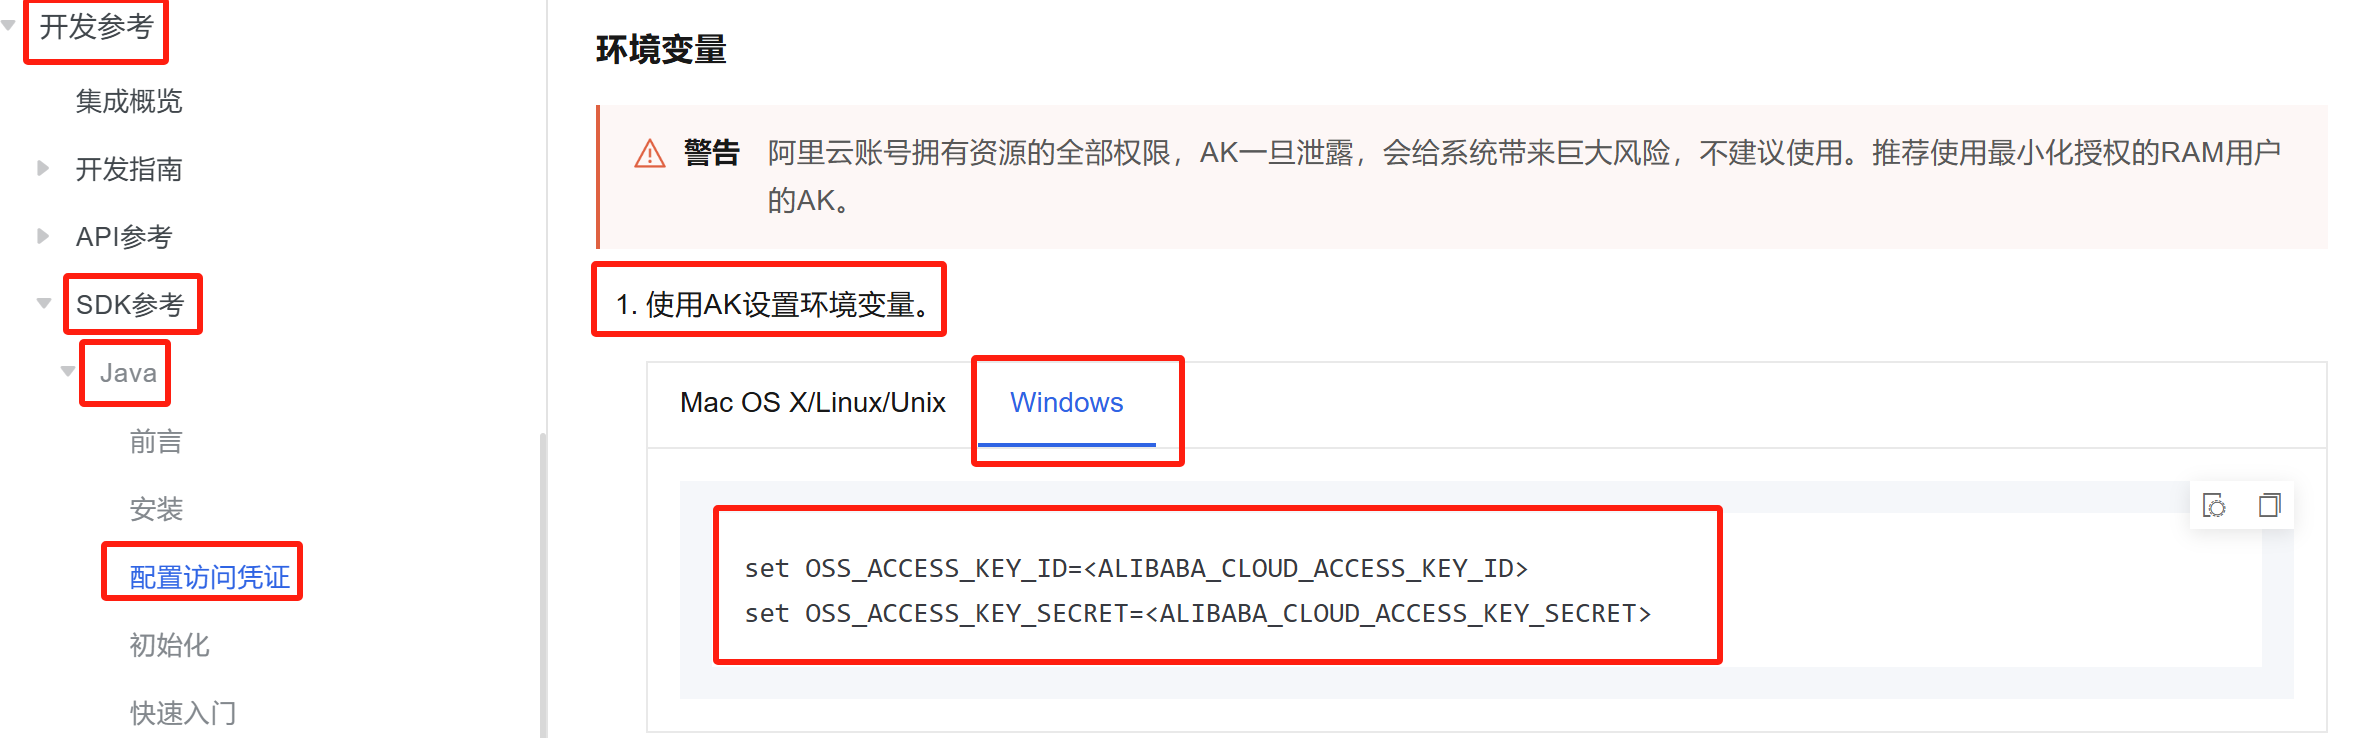 开发参考
集成概览
开发指南
API参考
SDK参考
Java
前言
安装
配置访问凭证
初始化
快速入门
环境变量
警告 阿里云账号拥有资源的全部权限，AK一旦泄露，会给系统带来巨大风险，不建议使用。推荐使用最小化授权的RAM用户
的AK。
1. 使用AK设置环境变量。
Mac OS X/Linux/Unix Windows
set OSS_ACCESS_KEY_ID=<ALIBABA_CLOUD_ACCESS_KEY_ID>
set OSS_ACCESS_KEY_SECRET=<ALIBABA_CLOUD_ACCESS_KEY_SECRET>